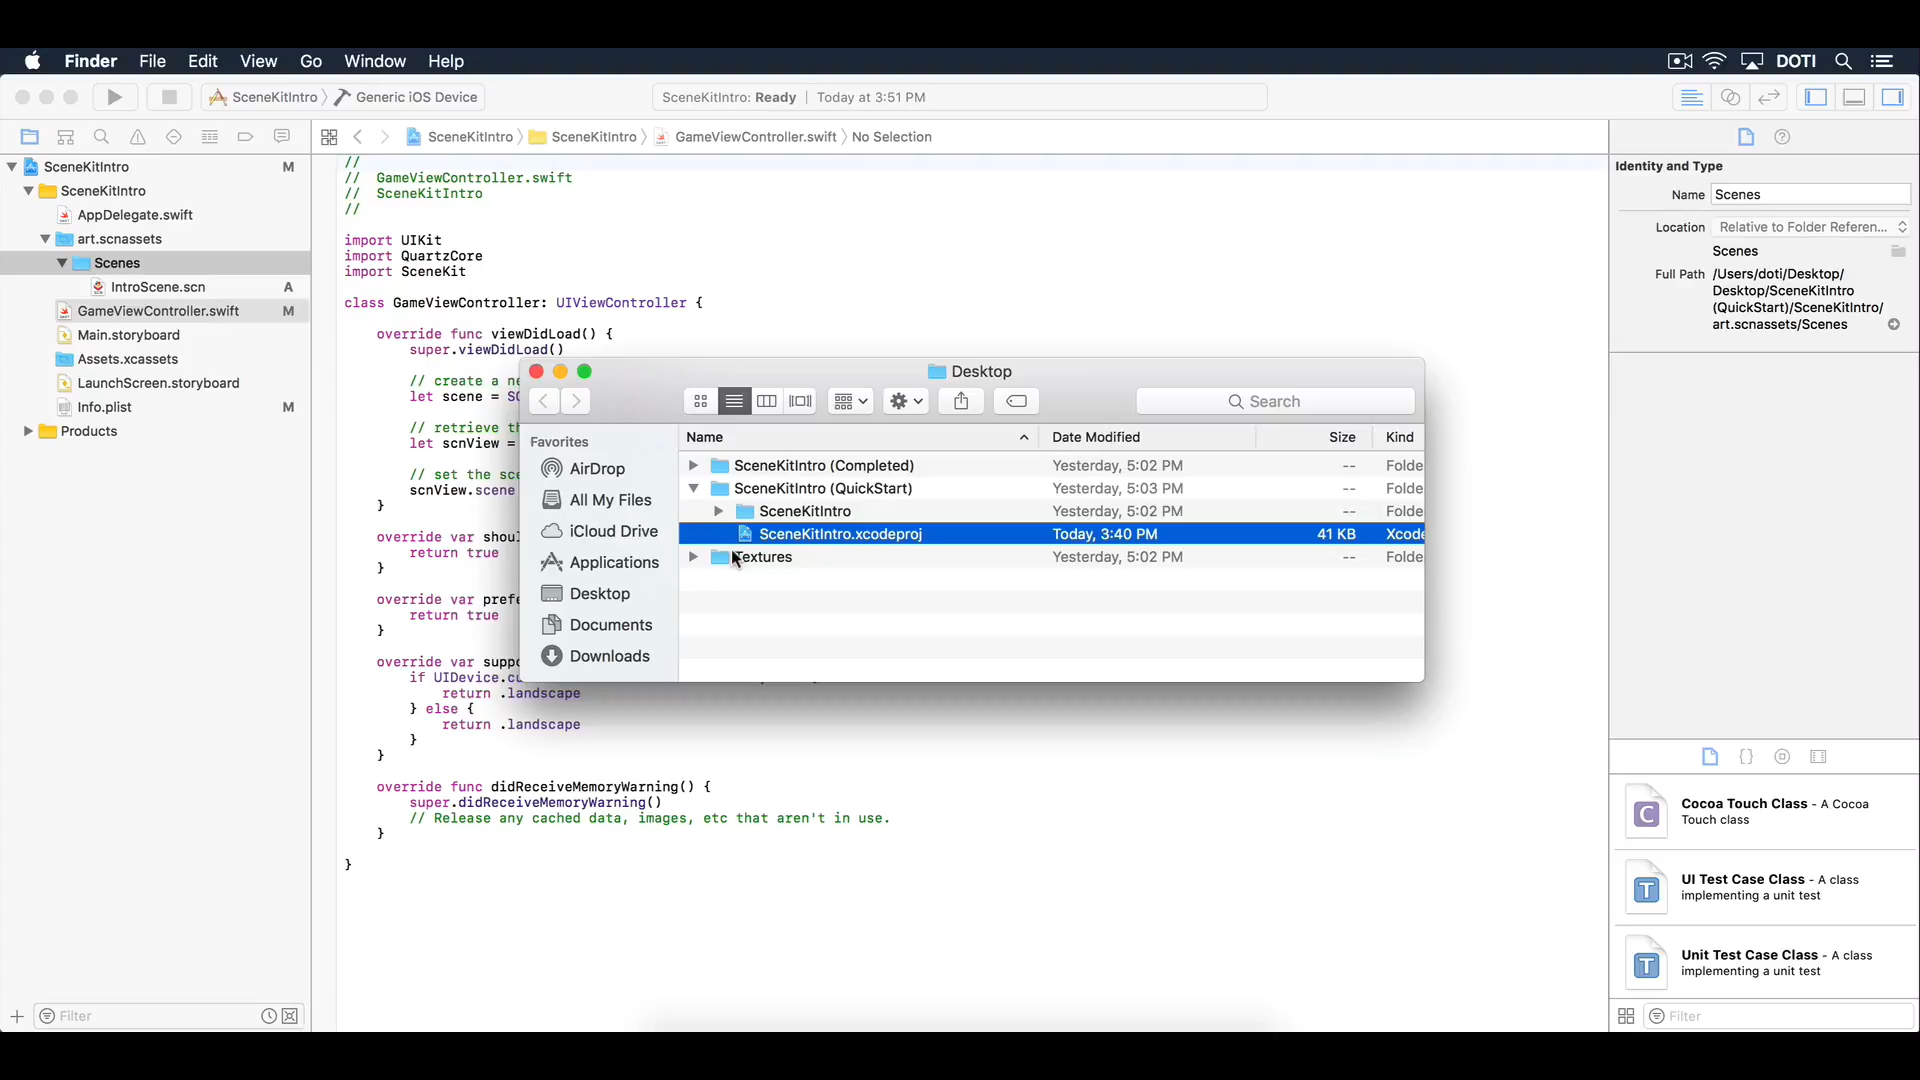 Finder File Edit View Go Window Help DOTI
SceneKitIntro Generic iOS Device
SceneKitIntro: Ready | Today at 3:51 PM
SceneKitIntro SceneKitIntro GameViewController.swift No Selection
SceneKitIntro M
SceneKitIntro
AppDelegate.swift
art.scnassets
Scenes
IntroScene.scn A
GameViewController.swift M
Main.storyboard
Assets.xcassets
LaunchScreen.storyboard
Info.plist M
Products
Filter
//
// GameViewController.swift
// SceneKitIntro
//
import UIKit
import QuartzCore
import SceneKit
class GameViewController: UIViewController {
override func viewDidLoad() {
super.viewDidLoad()
// create a ne
let scene = SC
// retrieve th
let scnView =
// set the sce
scnView.scene
}
override var shoul
return true
}
override var prefe
return true
}
override var suppo
if UIDevice.cu
return .landscape
} else {
return .landscape
}
}
override func didReceiveMemoryWarning() {
super.didReceiveMemoryWarning()
// Release any cached data, images, etc that aren't in use.
}
}
Desktop
Search
Favorites
AirDrop
All My Files
iCloud Drive
Applications
Desktop
Documents
Downloads
Name Date Modified Size Kind
SceneKitIntro (Completed) Yesterday, 5:02 PM -- Folde
SceneKitIntro (QuickStart) Yesterday, 5:03 PM -- Folde
SceneKitIntro Yesterday, 5:02 PM -- Folde
SceneKitIntro.xcodeproj Today, 3:40 PM 41 KB Xcode
Textures Yesterday, 5:02 PM -- Folde
Identity and Type
Name Scenes
Location Relative to Folder Referen...
Scenes
Full Path /Users/doti/Desktop/
Desktop/SceneKitIntro
(QuickStart)/SceneKitIntro/
art.scnassets/Scenes
{}
C
Cocoa Touch Class - A Cocoa
Touch class
T
UI Test Case Class - A class
implementing a unit test
T
Unit Test Case Class - A class
implementing a unit test
Filter